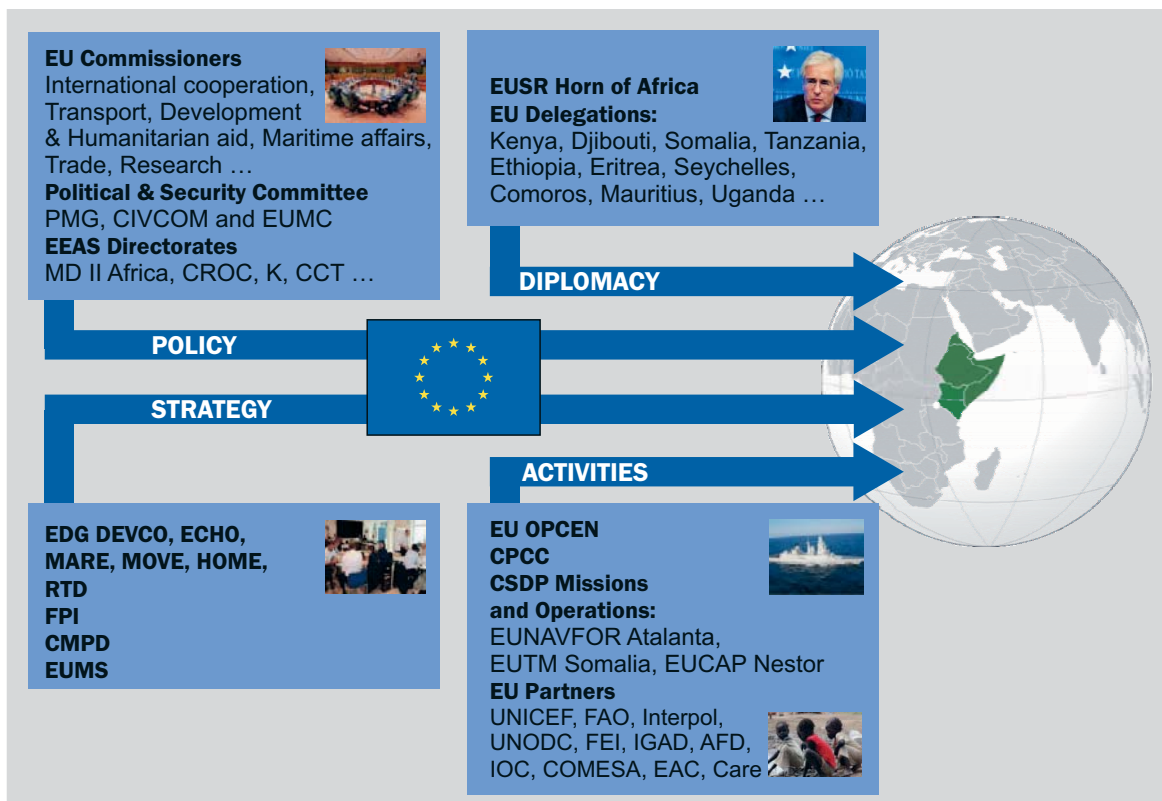 EU Commissioners
International cooperation,
Transport, Development
& Humanitarian aid, Maritime affairs,
Trade, Research …
Political & Security Committee
PMG, CIVCOM and EUMC
EEAS Directorates
MD II Africa, CROC, K, CCT …
EUSR Horn of Africa
EU Delegations:
Kenya, Djibouti, Somalia, Tanzania,
Ethiopia, Eritrea, Seychelles,
Comoros, Mauritius, Uganda …
DIPLOMACY
POLICY
STRATEGY
ACTIVITIES
EDG DEVCO, ECHO,
MARE, MOVE, HOME,
RTD
FPI
CMPD
EUMS
EU OPCEN
CPCC
CSDP Missions
and Operations:
EUNAVFOR Atalanta,
EUTM Somalia, EUCAP Nestor
EU Partners
UNICEF, FAO, Interpol,
UNODC, FEI, IGAD, AFD,
IOC, COMESA, EAC, Care